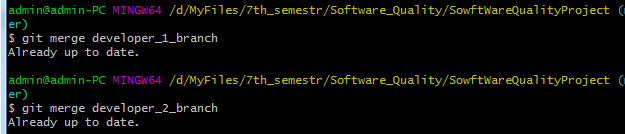 admin@admin-PC MINGW64 /d/MyFiles/7th_semestr/Software_Quality/SowftWareQualityProject (
er)
$ git merge developer_1_branch
Already up to date.
admin@admin-PC MINGW64 /d/MyFiles/7th_semestr/Software_Quality/SowftWareQualityProject (
er)
$ git merge developer_2_branch
Already up to date.